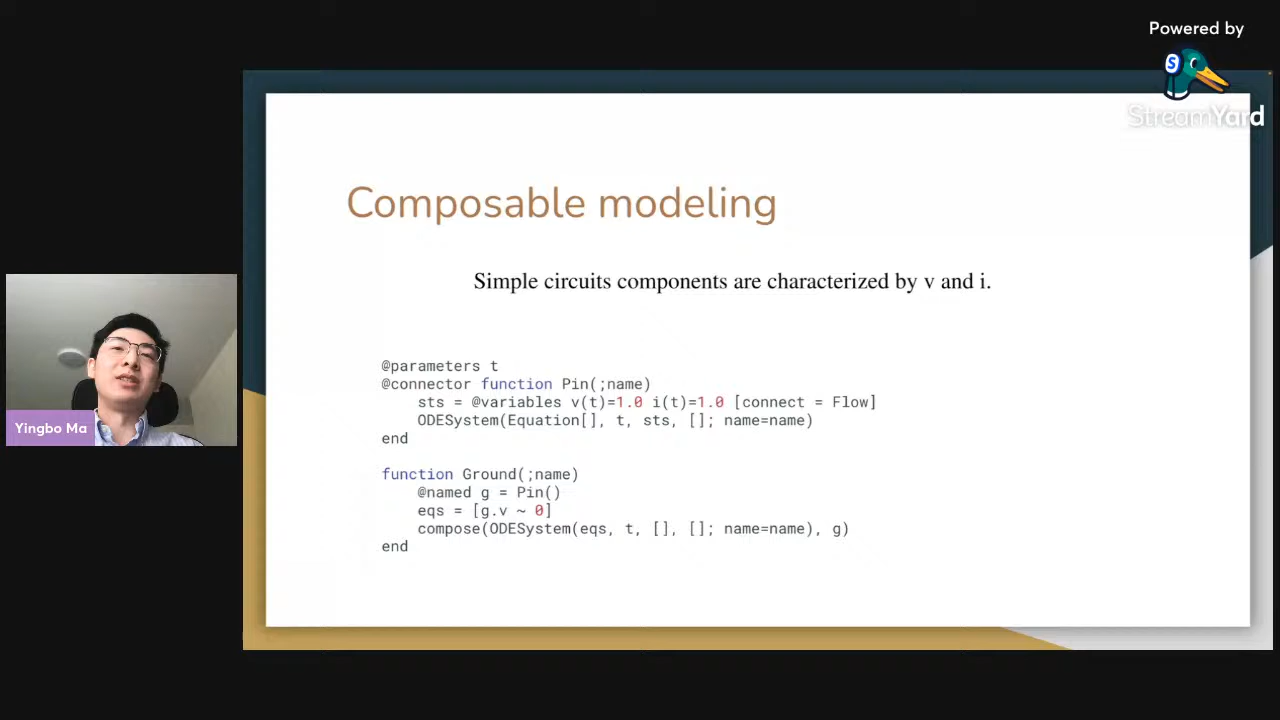 Powered by
StreamYard
Composable modeling
Simple circuits components are characterized by v and i.
@parameters t
@connector function Pin(;name)
    sts = @variables v(t)=1.0 i(t)=1.0 [connect = Flow]
    ODESystem(Equation[], t, sts, []; name=name)
end
function Ground(;name)
    @named g = Pin()
    eqs = [g.v ~ 0]
    compose(ODESystem(eqs, t, [], []; name=name), g)
end
Yingbo Ma